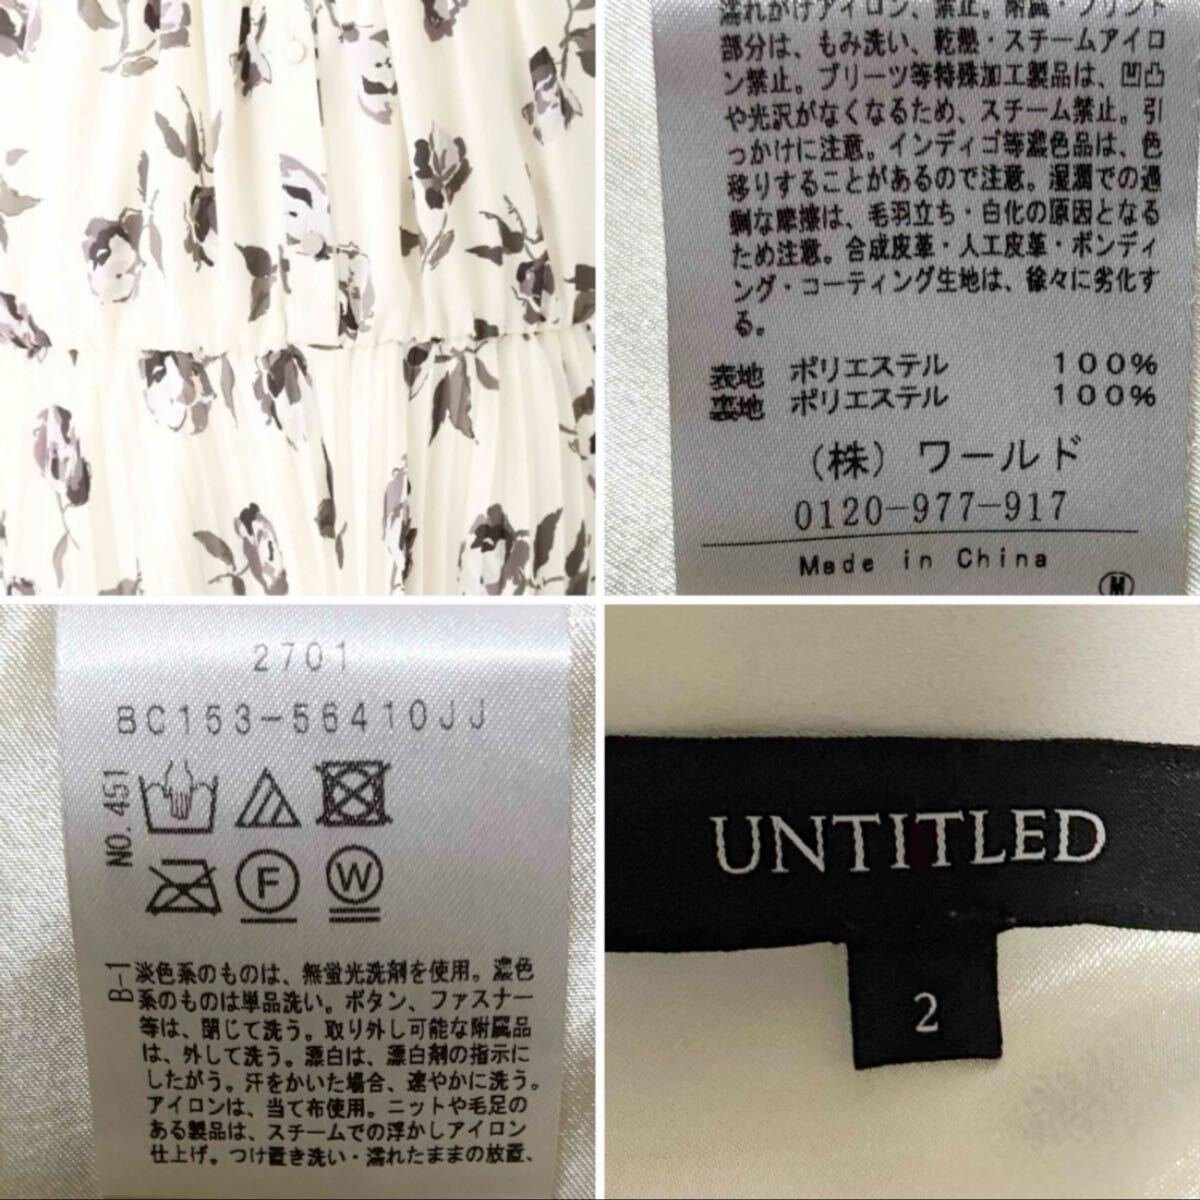 濡れがけアイロン、禁止。附属・プリント
部分は、もみ洗い、乾燥・スチームアイロ
ン禁止。プリーツ等特殊加工製品は、凹凸
や光沢がなくなるため、スチーム禁止。引
っかけに注意。インディゴ等濃色品は、色
移りすることがあるので注意。湿潤での過
剰な摩擦は、毛羽立ち・白化の原因となる
ため注意。合成皮革・人工皮革・ボンディ
ング・コーティング生地は、徐々に劣化す
る。
表地 ポリエステル 100%
裏地 ポリエステル 100%
(株) ワールド
0120-977-917
Made in China
M
2701
BC153-56410JJ
NO.451
F
W
B-1
淡色系のものは、無蛍光洗剤を使用。濃色
系のものは単品洗い。ボタン、ファスナー
等は、閉じて洗う。取り外し可能な附属品
は、外して洗う。漂白は、漂白剤の指示に
したがう。汗をかいた場合、速やかに洗う。
アイロンは、当て布使用。ニットや毛足の
ある製品は、スチームでの浮かしアイロン
仕上げ。つけ置き洗い・濡れたままの放置、
UNTITLED
2